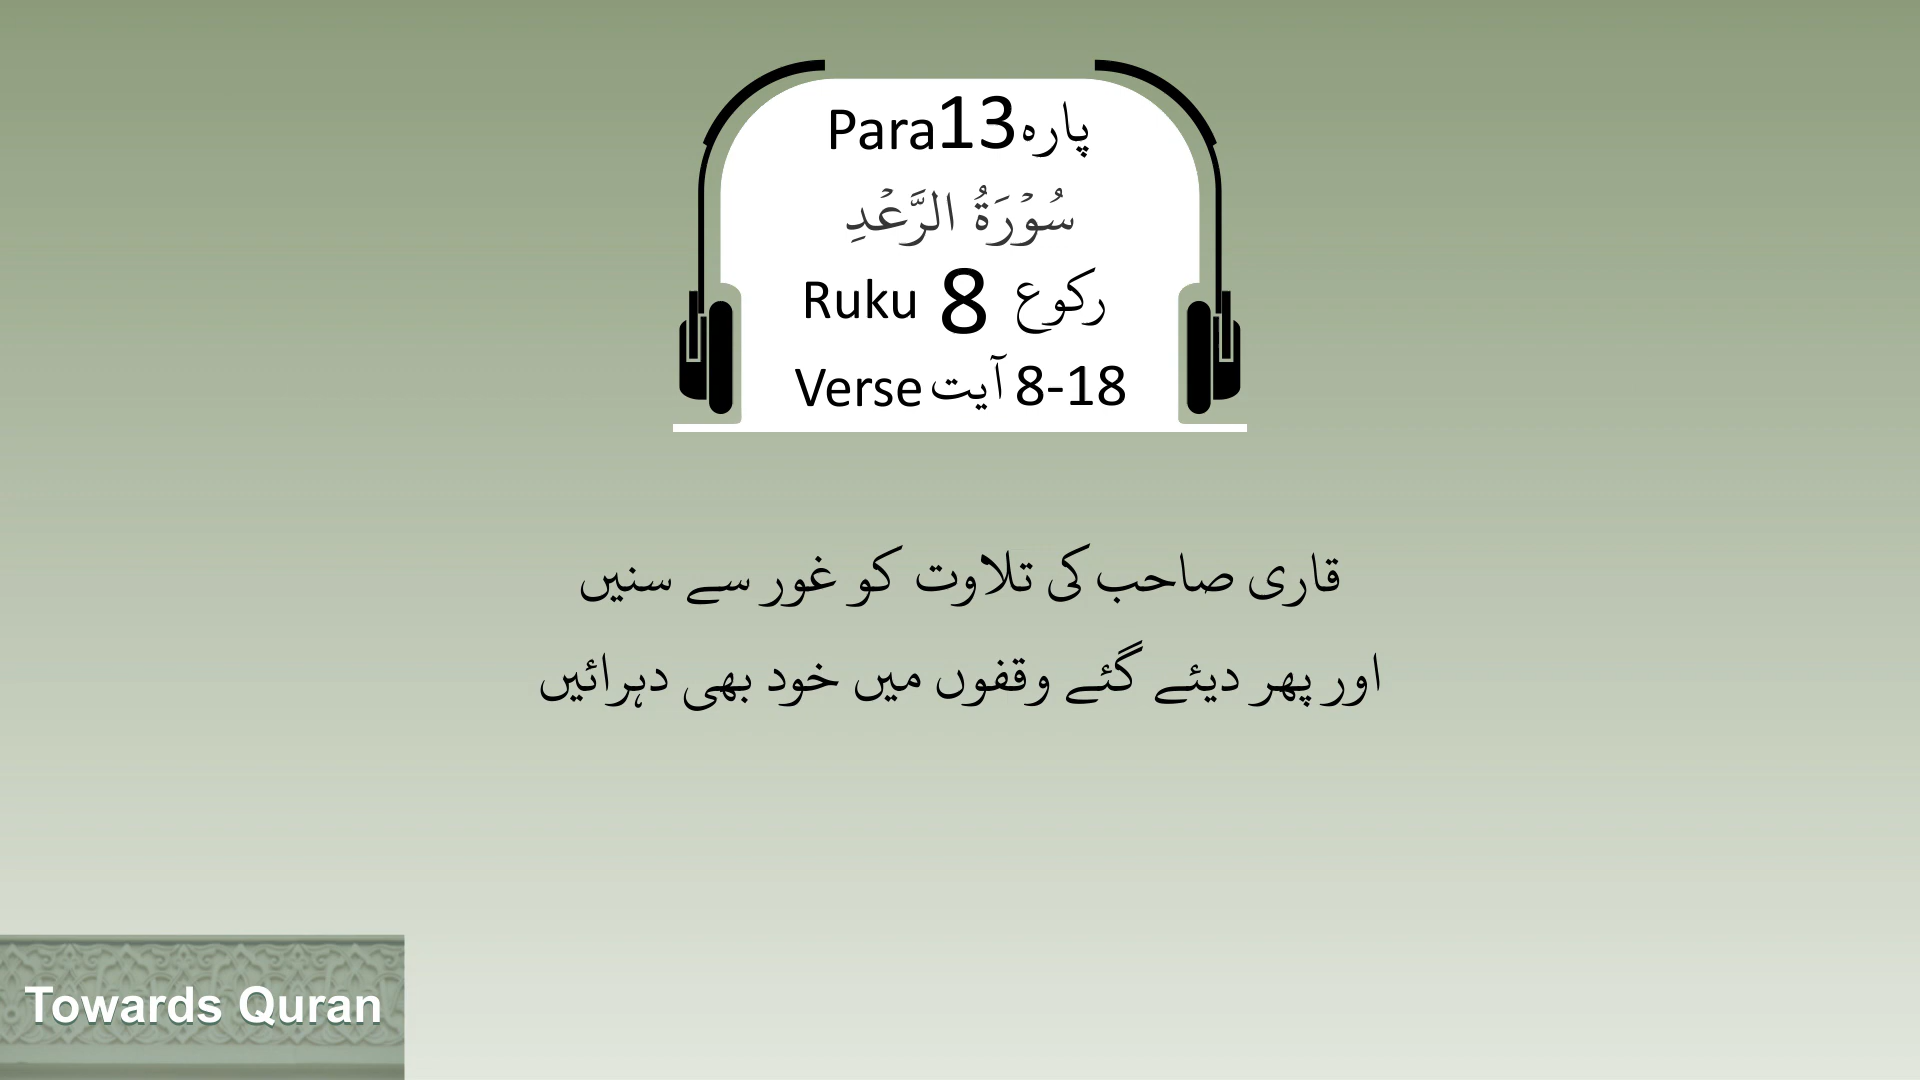 Para 13 پارہ
سُوۡرَۃُ الرَّعۡدِ
Ruku 8 رکوع
Verse آیت 8-18
قاری صاحب کی تلاوت کو غور سے سنیں
اور پھر دیئے گئے وقفوں میں خود بھی دہرائیں
Towards Quran